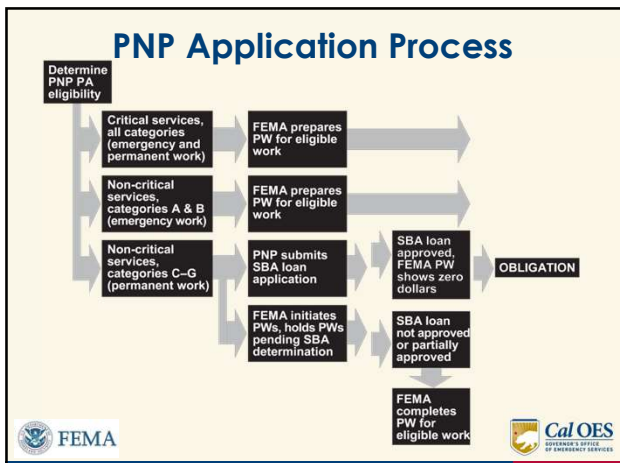 PNP Application Process
Determine
PNP PA
eligibility
Critical services,
all categories
(emergency and
permanent work)
FEMA prepares
PW for eligible
work
Non-critical
services,
categories A & B
(emergency work)
FEMA prepares
PW for eligible
work
Non-critical
services,
categories C–G
(permanent work)
PNP submits
SBA loan
application
SBA loan
approved,
FEMA PW
shows zero
dollars
OBLIGATION
FEMA initiates
PWs, holds PWs
pending SBA
determination
SBA loan
not approved
or partially
approved
FEMA
completes
PW for
eligible work
FEMA
Cal OES
GOVERNOR'S OFFICE
OF EMERGENCY SERVICES